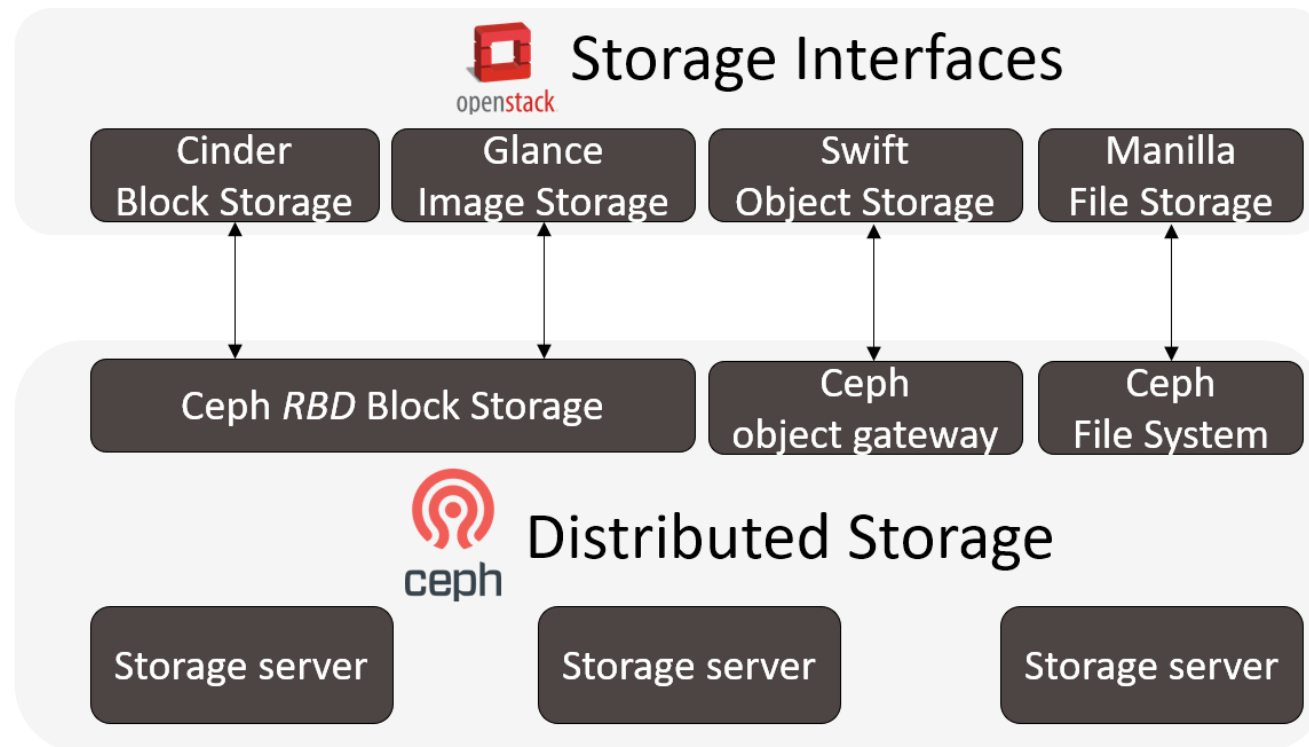 openstack
Storage Interfaces
Cinder
Block Storage
Glance
Image Storage
Swift
Object Storage
Manilla
File Storage
Ceph RBD Block Storage
Ceph
object gateway
Ceph
File System
ceph
Distributed Storage
Storage server
Storage server
Storage server